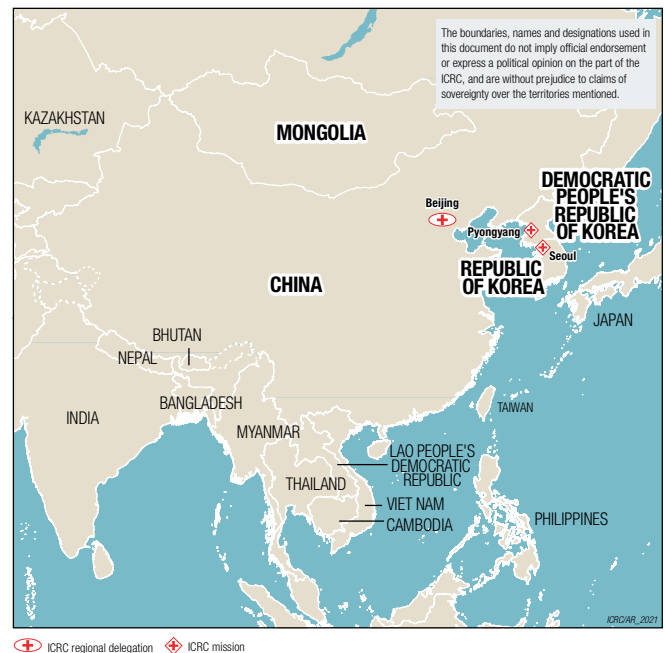 The boundaries, names and designations used in
this document do not imply official endorsement
or express a political opinion on the part of the
ICRC, and are without prejudice to claims of
sovereignty over the territories mentioned.
KAZAKHSTAN
MONGOLIA
DEMOCRATIC
PEOPLE'S
REPUBLIC
OF KOREA
Beijing
Pyongyang
Seoul
REPUBLIC
OF KOREA
CHINA
JAPAN
BHUTAN
NEPAL
BANGLADESH
TAIWAN
INDIA
MYANMAR
LAO PEOPLE'S
DEMOCRATIC
REPUBLIC
THAILAND
VIET NAM
CAMBODIA
PHILIPPINES
ICRC/AR_2021
ICRC regional delegation
ICRC mission